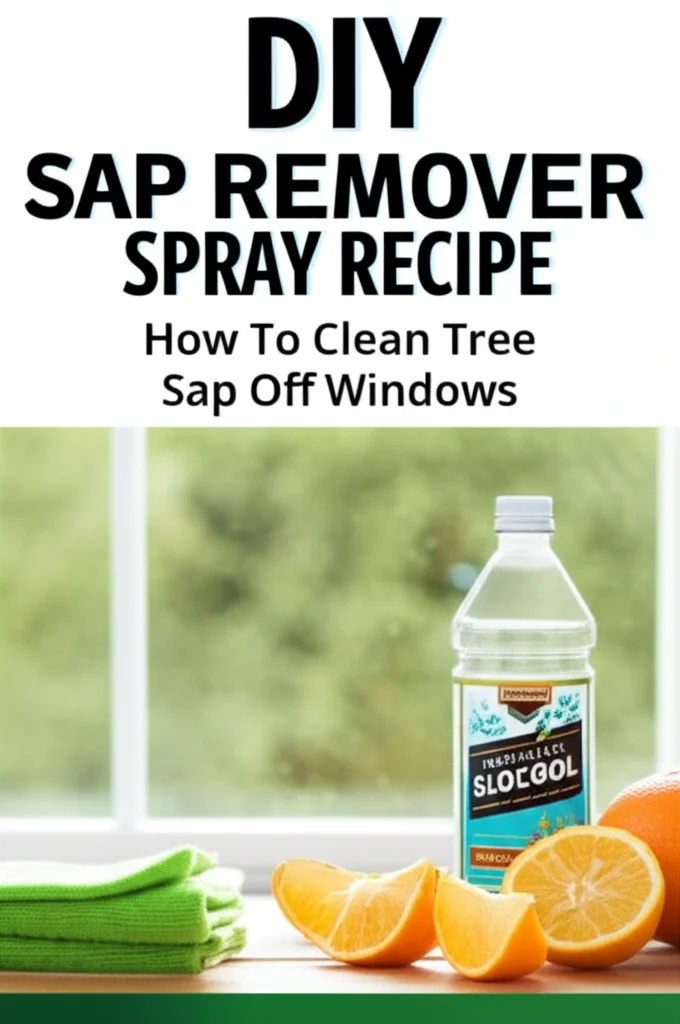 DIY
SAP REMOVER
SPRAY RECIPE
How To Clean Tree
Sap Off Windows
SLOCGOL